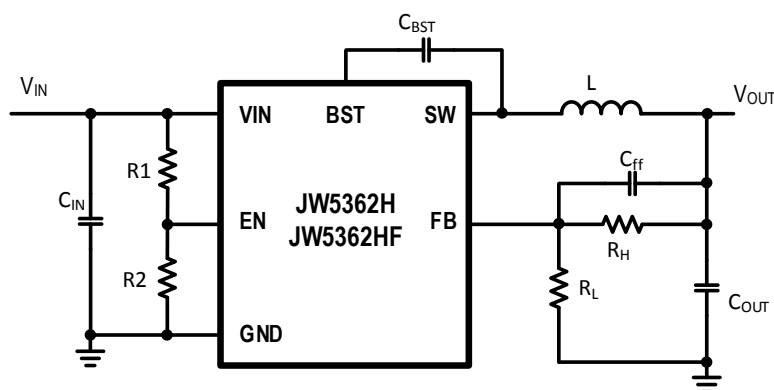 C_BST
V_IN
L
V_OUT
VIN
BST
SW
R1
C_ff
C_IN
JW5362H
JW5362HF
EN
FB
R_H
R2
R_L
C_OUT
GND